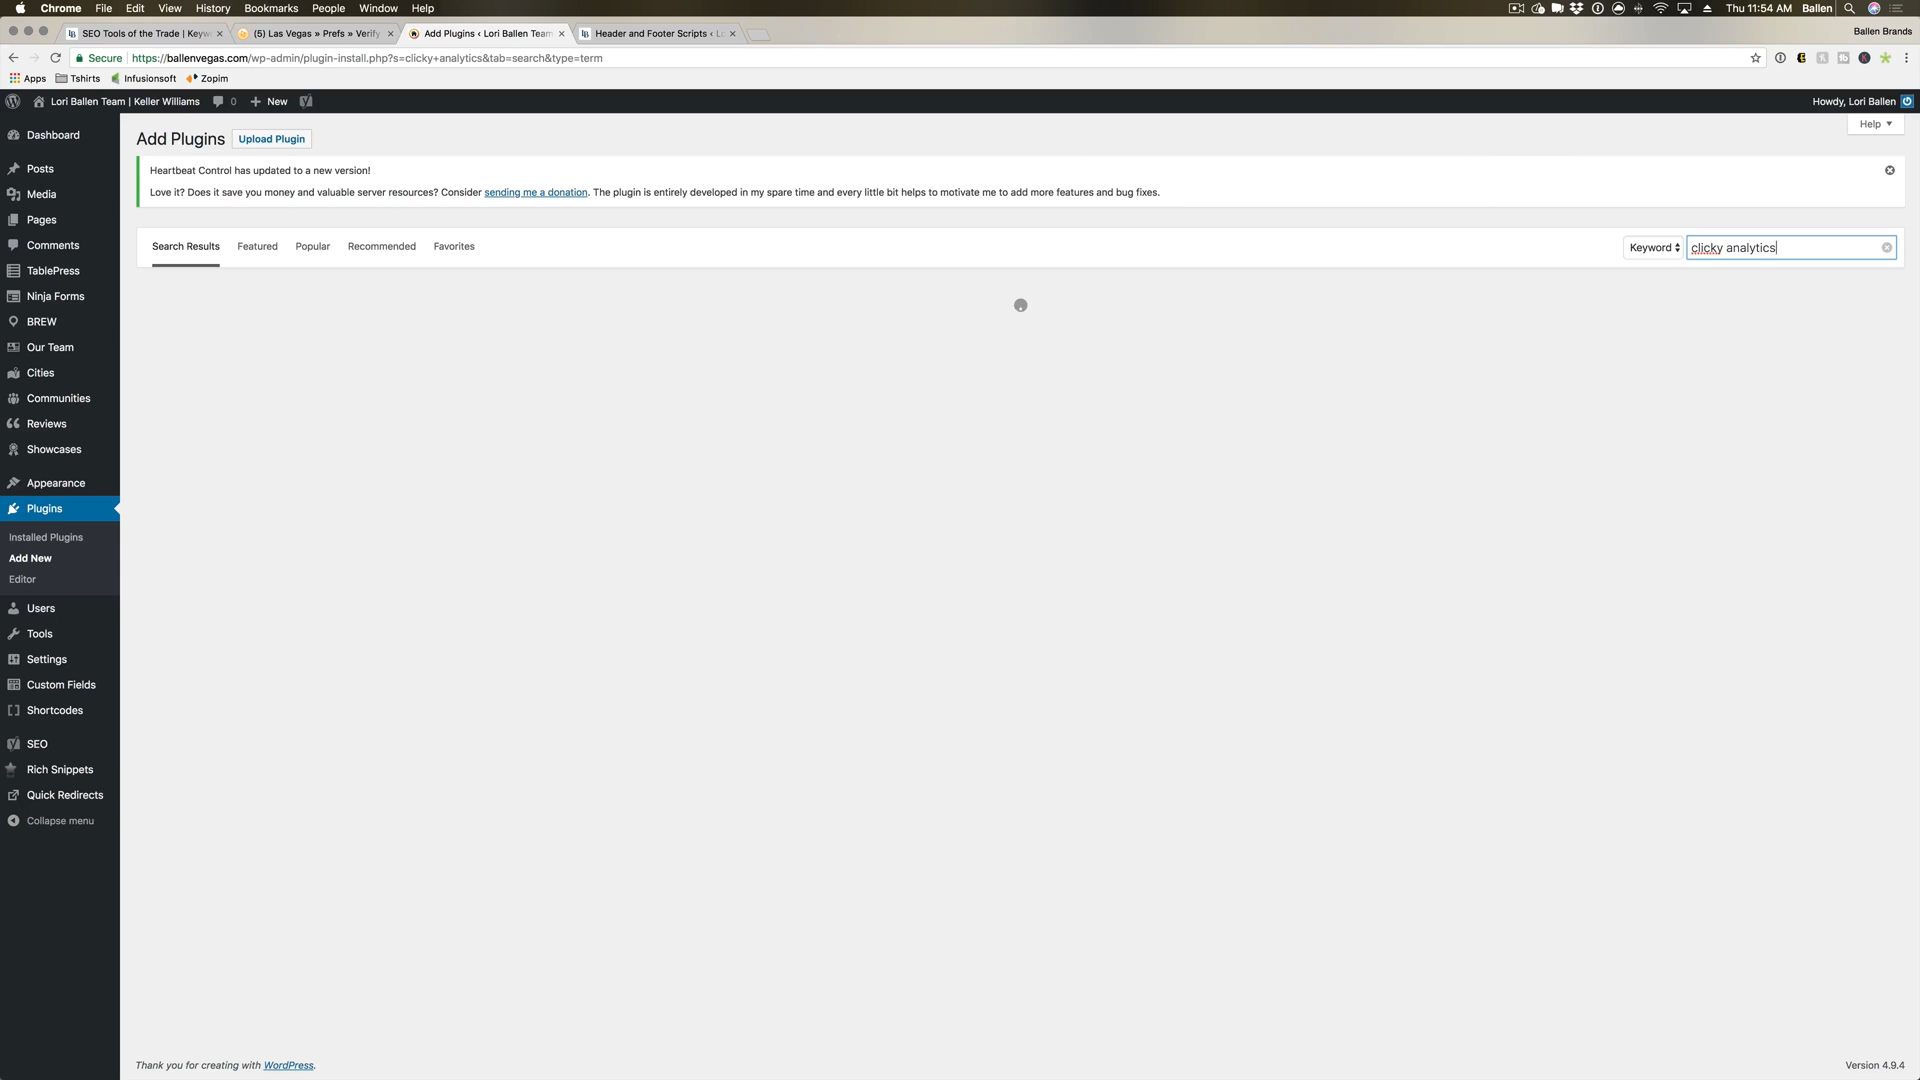 Chrome File Edit View History Bookmarks People Window Help Thu 11:54 AM Ballen
SEO Tools of the Trade | Keyw (5) Las Vegas » Prefs » Verify Add Plugins ‹ Lori Ballen Team Header and Footer Scripts ‹ Lo Ballen Brands
Secure https://ballenvegas.com/wp-admin/plugin-install.php?s=clicky+analytics&tab=search&type=term
Apps Tshirts Infusionsoft Zopim
Lori Ballen Team | Keller Williams 0 New Howdy, Lori Ballen
Help
Add Plugins Upload Plugin
Heartbeat Control has updated to a new version!
Love it? Does it save you money and valuable server resources? Consider sending me a donation. The plugin is entirely developed in my spare time and every little bit helps to motivate me to add more features and bug fixes.
Search Results Featured Popular Recommended Favorites Keyword clicky analytics
Dashboard
Posts
Media
Pages
Comments
TablePress
Ninja Forms
BREW
Our Team
Cities
Communities
Reviews
Showcases
Appearance
Plugins
Installed Plugins
Add New
Editor
Users
Tools
Settings
Custom Fields
Shortcodes
SEO
Rich Snippets
Quick Redirects
Collapse menu
Thank you for creating with WordPress. Version 4.9.4